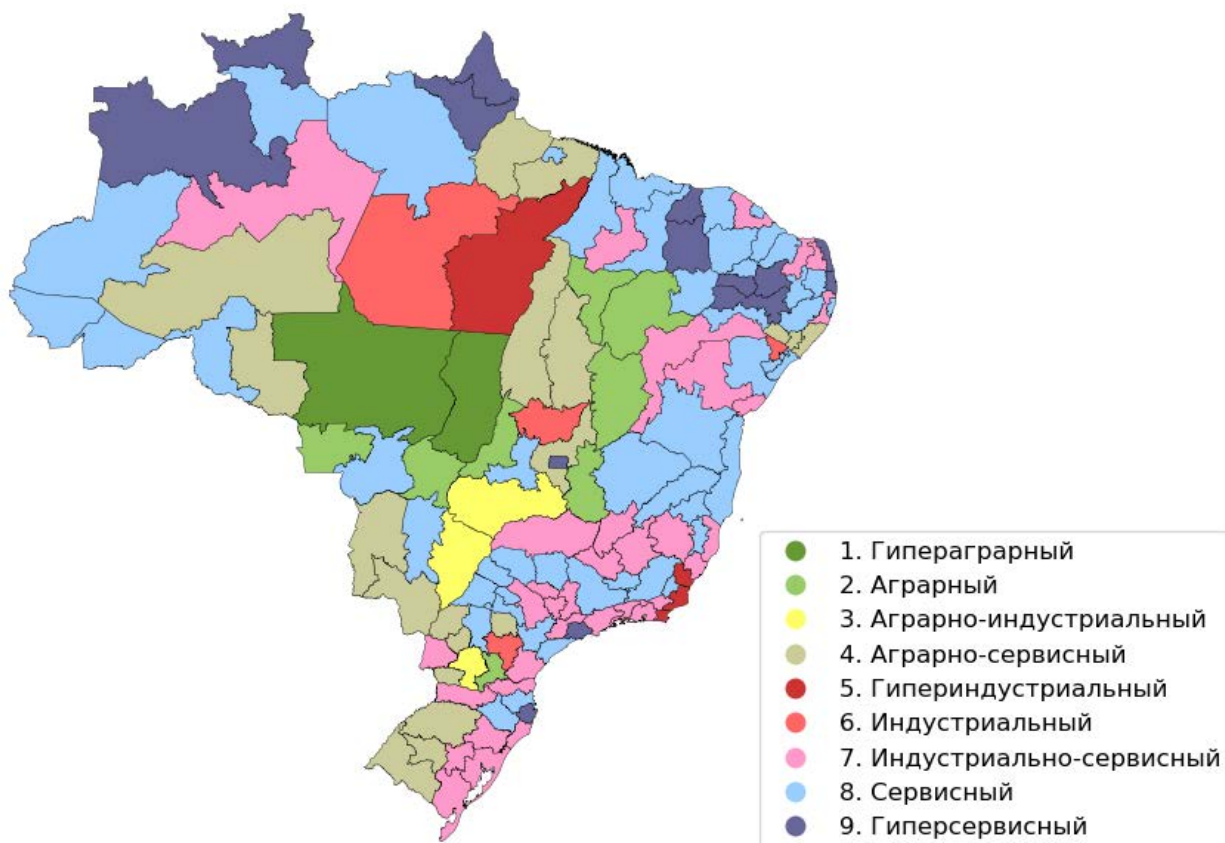 1. Гипераграрный
2. Аграрный
3. Аграрно-индустриальный
4. Аграрно-сервисный
5. Гипериндустриальный
6. Индустриальный
7. Индустриально-сервисный
8. Сервисный
9. Гиперсервисный